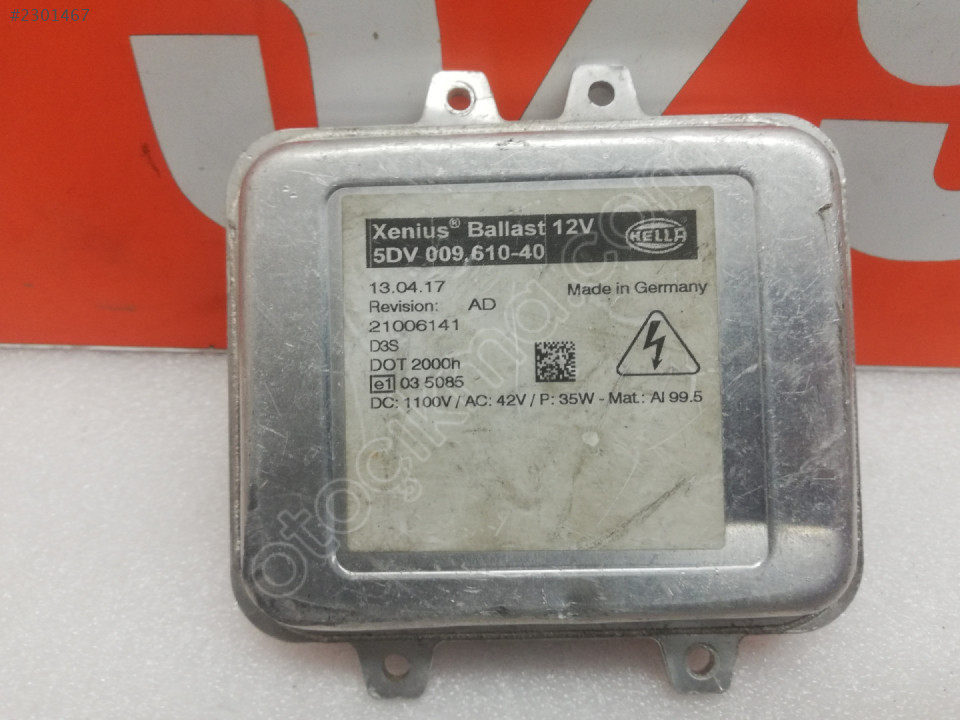 #2301467
Xenius® Ballast 12V
5DV 009.610-40
HELLA
13.04.17
Made in Germany
Revision: AD
21006141
D3S
DOT 2000h
e1 03 5085
DC: 1100V / AC: 42V / P: 35W - Mat.: Al 99.5
otoçıkma.com